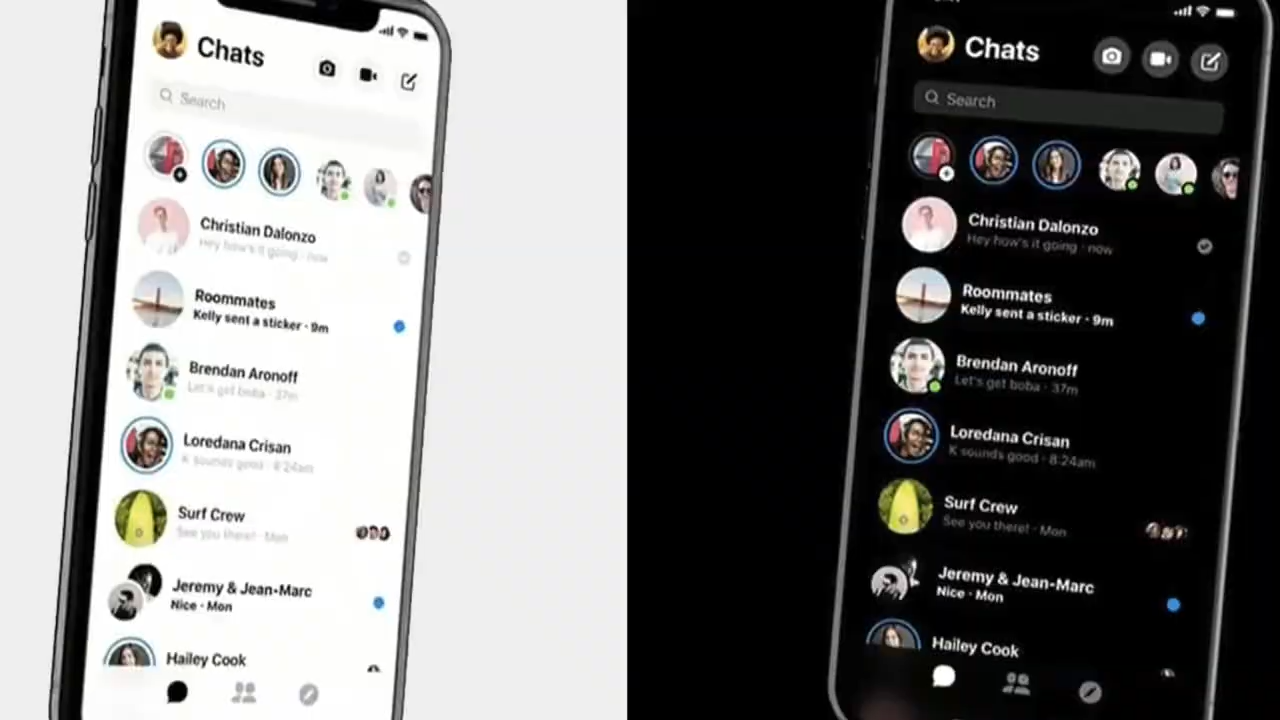 Chats
Search
Christian Dalonzo
Hey how's it going · now
Roommates
Kelly sent a sticker · 9m
Brendan Aronoff
Let's get boba · 37m
Loredana Crisan
K sounds good · 8:24am
Surf Crew
See you there! · Mon
Jeremy & Jean-Marc
Nice · Mon
Hailey Cook
Chats
Search
Christian Dalonzo
Hey how's it going · now
Roommates
Kelly sent a sticker · 9m
Brendan Aronoff
Let's get boba · 37m
Loredana Crisan
K sounds good · 8:24am
Surf Crew
See you there! · Mon
Jeremy & Jean-Marc
Nice · Mon
Hailey Cook